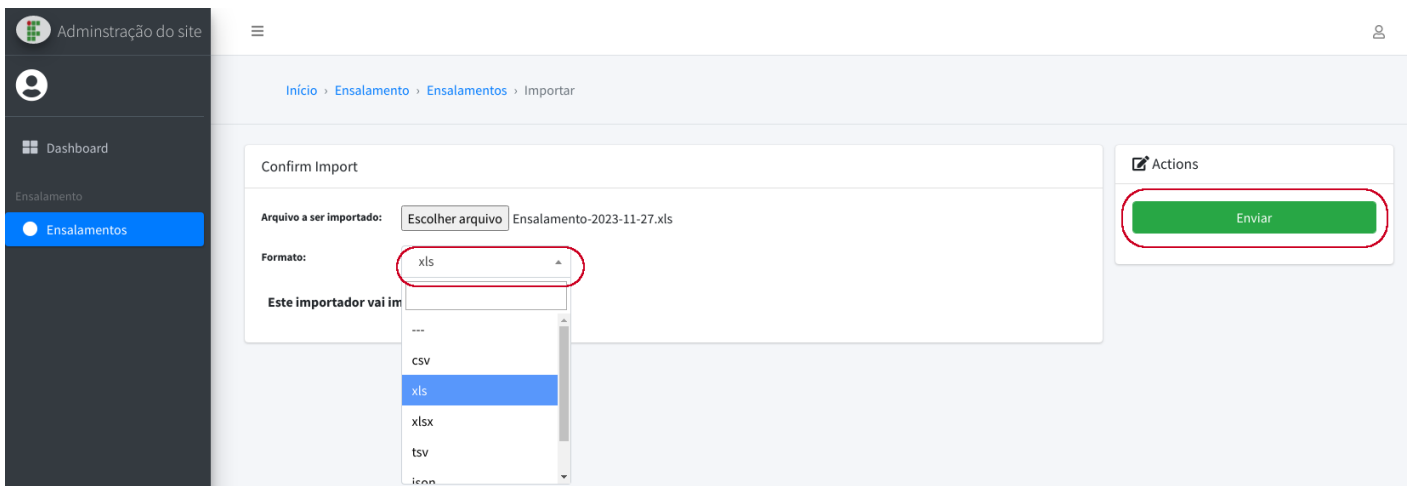 Adminstração do site
Início › Ensalamento › Ensalamentos › Importar
Dashboard
Ensalamento
Ensalamentos
Confirm Import
Arquivo a ser importado: Escolher arquivo Ensalamento-2023-11-27.xls
Formato: xls
Este importador vai im
---
csv
xls
xlsx
tsv
json
Actions
Enviar